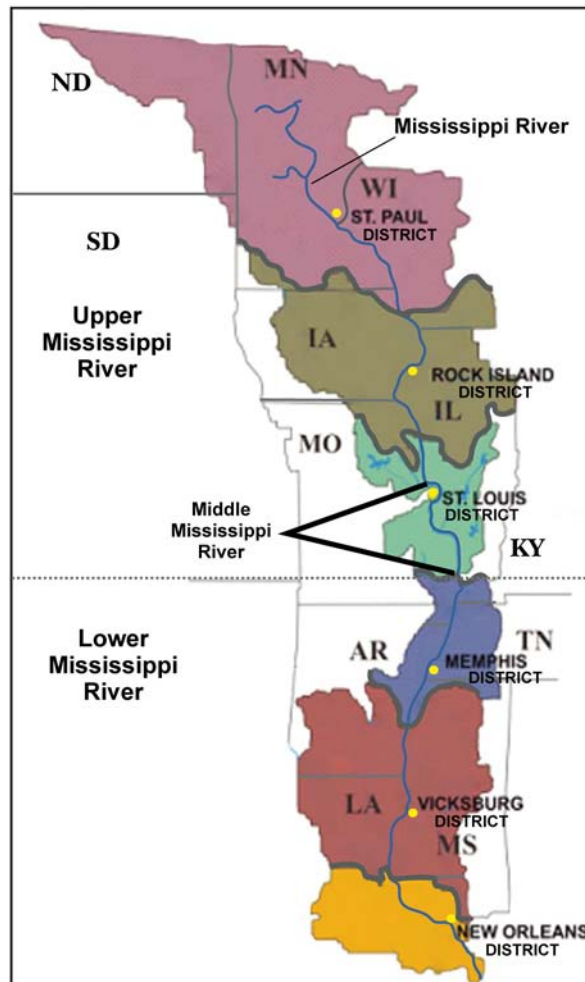 MN
ND
Mississippi River
WI
ST. PAUL
DISTRICT
SD
Upper
Mississippi
River
IA
ROCK ISLAND
DISTRICT
IL
MO
ST. LOUIS
DISTRICT
Middle
Mississippi
River
KY
Lower
Mississippi
River
AR
TN
MEMPHIS
DISTRICT
LA
VICKSBURG
DISTRICT
MS
NEW ORLEANS
DISTRICT